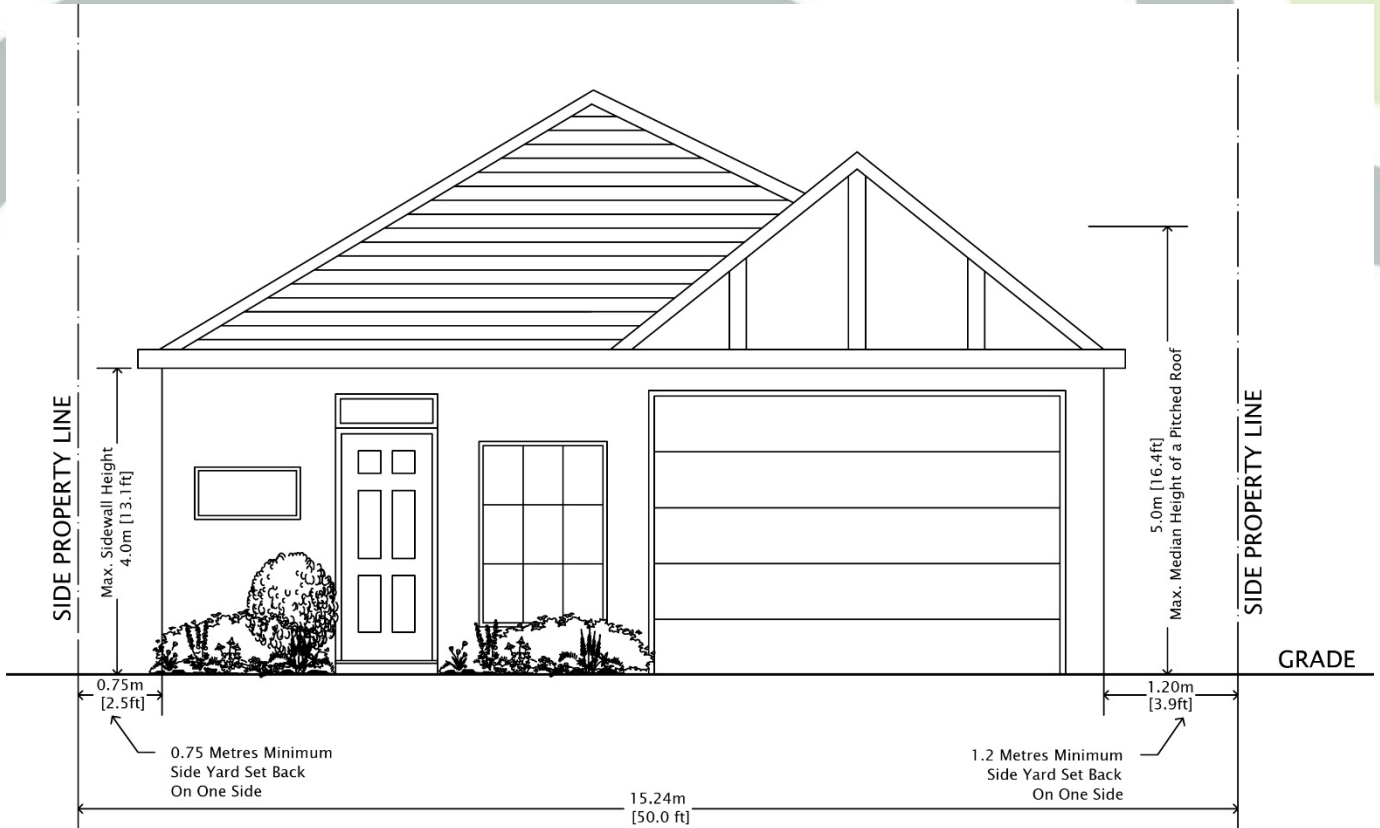 SIDE PROPERTY LINE
Max. Sidewall Height
4.0m [13.1ft]
5.0m [16.4ft]
Max. Median Height of a Pitched Roof
SIDE PROPERTY LINE
GRADE
0.75m
[2.5ft]
1.20m
[3.9ft]
0.75 Metres Minimum
Side Yard Set Back
On One Side
1.2 Metres Minimum
Side Yard Set Back
On One Side
15.24m
[50.0 ft]